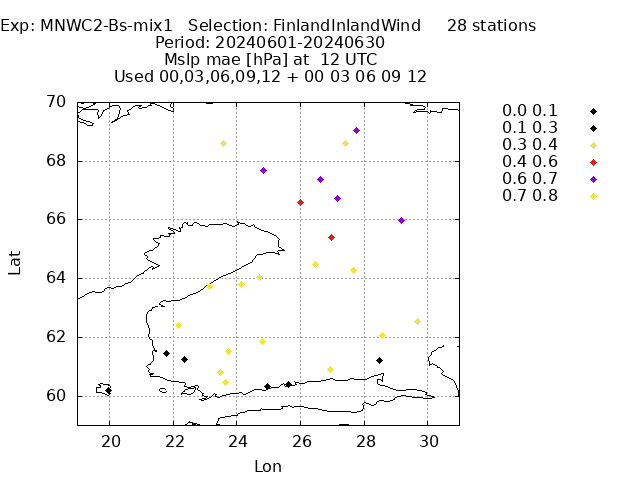 Exp: MNWC2-Bs-mix1 Selection: FinlandInlandWind 28 stations
Period: 20240601-20240630
Mslp mae [hPa] at 12 UTC
Used 00,03,06,09,12 + 00 03 06 09 12
0.0 0.1
0.1 0.3
0.3 0.4
0.4 0.6
0.6 0.7
0.7 0.8
70
68
66
64
62
60
Lat
20 22 24 26 28 30
Lon